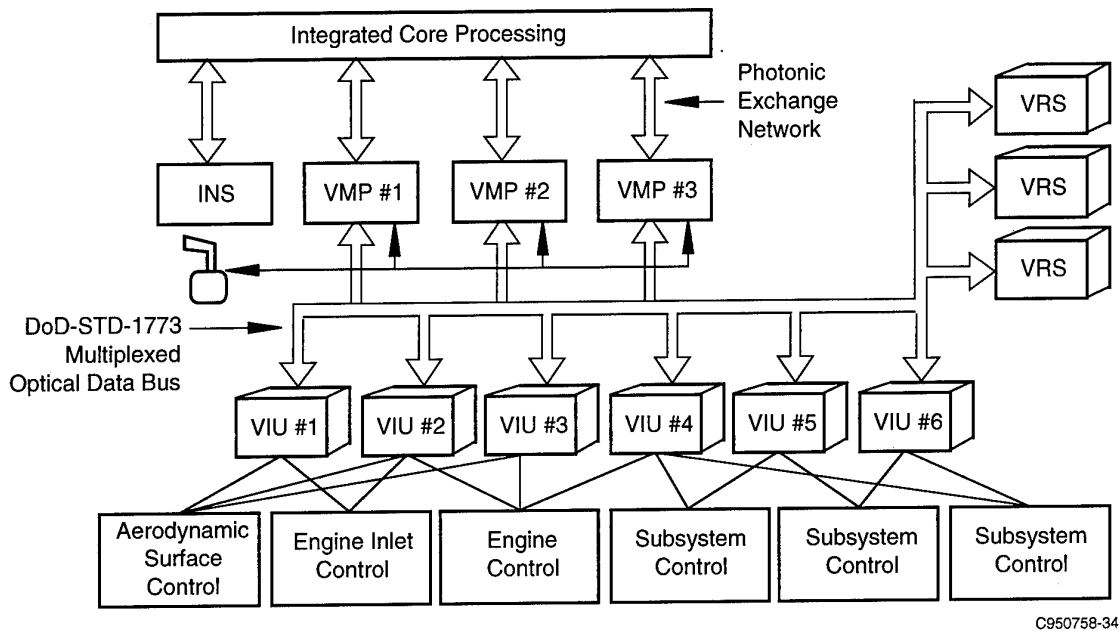 Integrated Core Processing
Photonic
Exchange
Network
VRS
VRS
VRS
INS
VMP #1
VMP #2
VMP #3
DoD-STD-1773
Multiplexed
Optical Data Bus
VIU #1
VIU #2
VIU #3
VIU #4
VIU #5
VIU #6
Aerodynamic
Surface
Control
Engine Inlet
Control
Engine
Control
Subsystem
Control
Subsystem
Control
Subsystem
Control
C950758-34